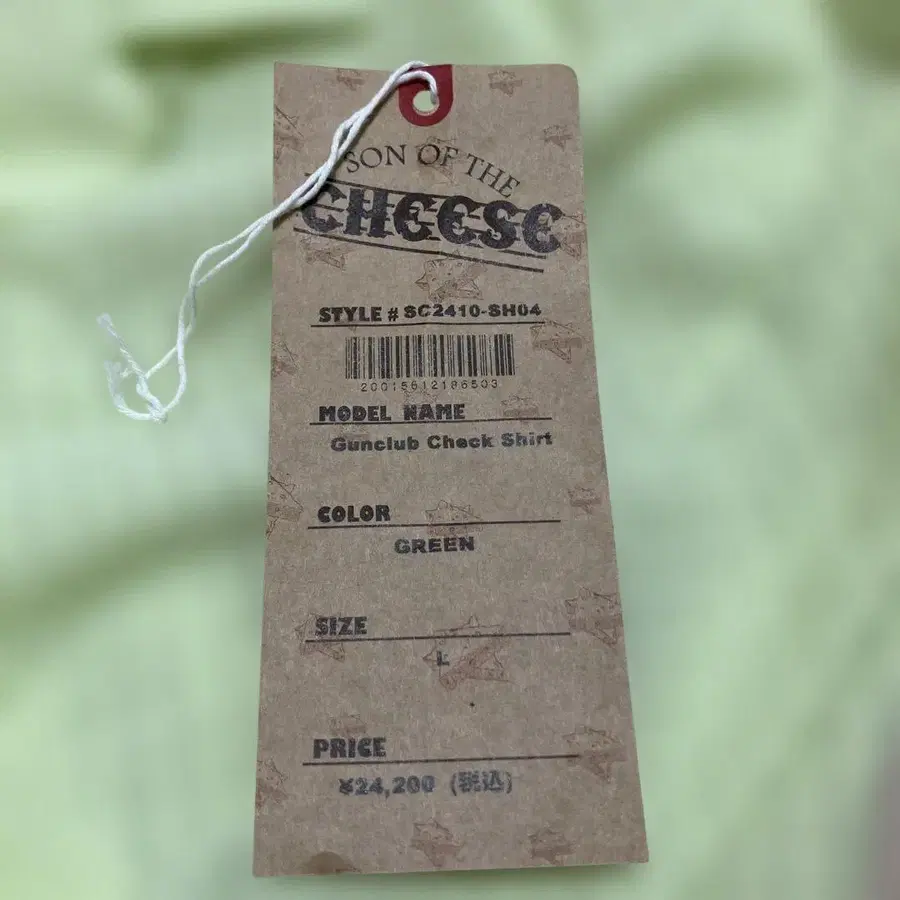 SON OF THE
CHEESE
STYLE # SC2410-SH04
20015612186503
MODEL NAME
Gunclub Check Shirt
COLOR
GREEN
SIZE
L
PRICE
¥24,200 (税込)